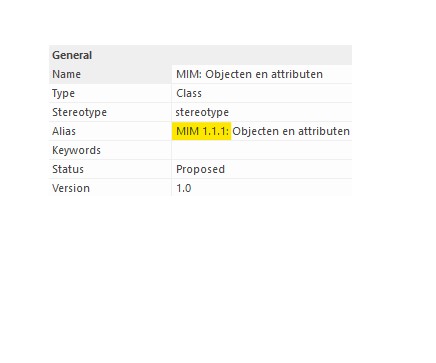 General
Name MIM: Objecten en attributen
Type Class
Stereotype stereotype
Alias MIM 1.1.1: Objecten en attributen
Keywords
Status Proposed
Version 1.0